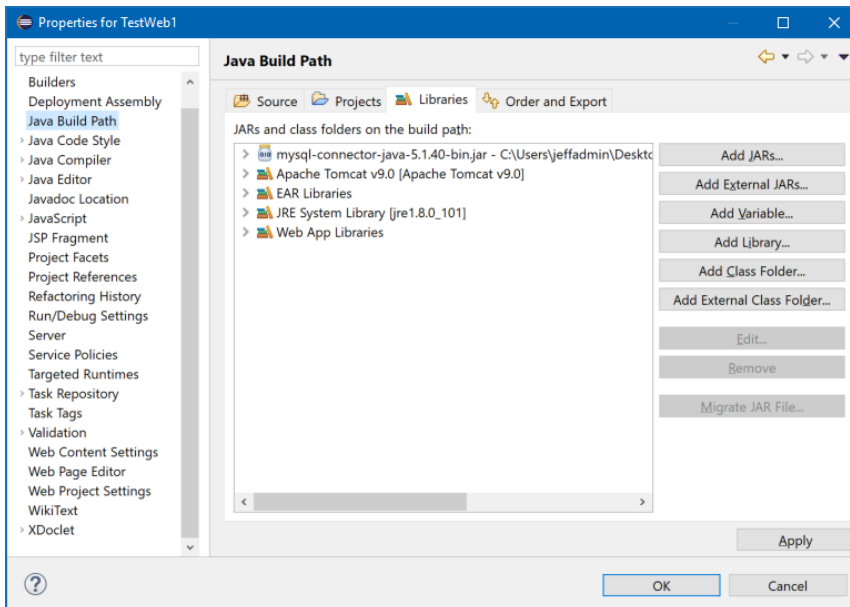 Properties for TestWeb1
type filter text
Builders
Deployment Assembly
Java Build Path
Java Code Style
Java Compiler
Java Editor
Javadoc Location
JavaScript
JSP Fragment
Project Facets
Project References
Refactoring History
Run/Debug Settings
Server
Service Policies
Targeted Runtimes
Task Repository
Task Tags
Validation
Web Content Settings
Web Page Editor
Web Project Settings
WikiText
XDoclet
Java Build Path
Source Projects Libraries Order and Export
JARs and class folders on the build path:
mysql-connector-java-5.1.40-bin.jar - C:\Users\jeffadmin\Deskto
Apache Tomcat v9.0 [Apache Tomcat v9.0]
EAR Libraries
JRE System Library [jre1.8.0_101]
Web App Libraries
Add JARs...
Add External JARs...
Add Variable...
Add Library...
Add Class Folder...
Add External Class Folder...
Edit...
Remove
Migrate JAR File...
Apply
OK Cancel